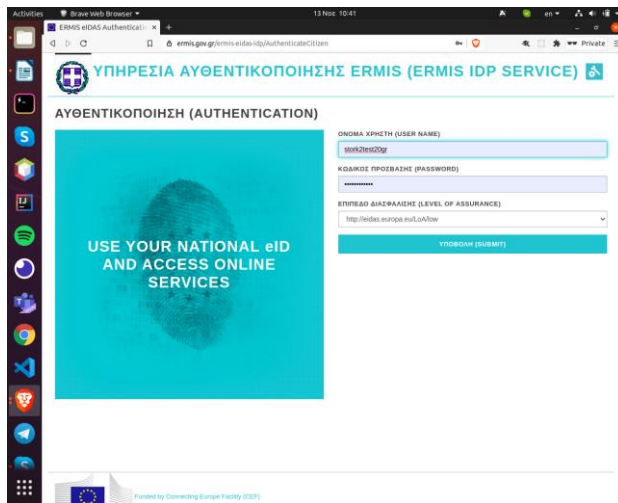 Activities
Brave Web Browser
13 Νοε 10:41
en
ERMIS eIDAS Authenticatio
ermis.gov.gr/ermis-eidas-idp/AuthenticateCitizen
Private
ΥΠΗΡΕΣΙΑ ΑΥΘΕΝΤΙΚΟΠΟΙΗΣΗΣ ERMIS (ERMIS IDP SERVICE)
ΑΥΘΕΝΤΙΚΟΠΟΙΗΣΗ (AUTHENTICATION)
ΟΝΟΜΑ ΧΡΗΣΤΗ (USER NAME)
stork2test20gr
ΚΩΔΙΚΟΣ ΠΡΟΣΒΑΣΗΣ (PASSWORD)
ΕΠΙΠΕΔΟ ΔΙΑΣΦΑΛΙΣΗΣ (LEVEL OF ASSURANCE)
http://eidas.europa.eu/LoA/low
ΥΠΟΒΟΛΗ (SUBMIT)
USE YOUR NATIONAL eID
AND ACCESS ONLINE
SERVICES
Funded by Connecting Europe Facility (CEF)